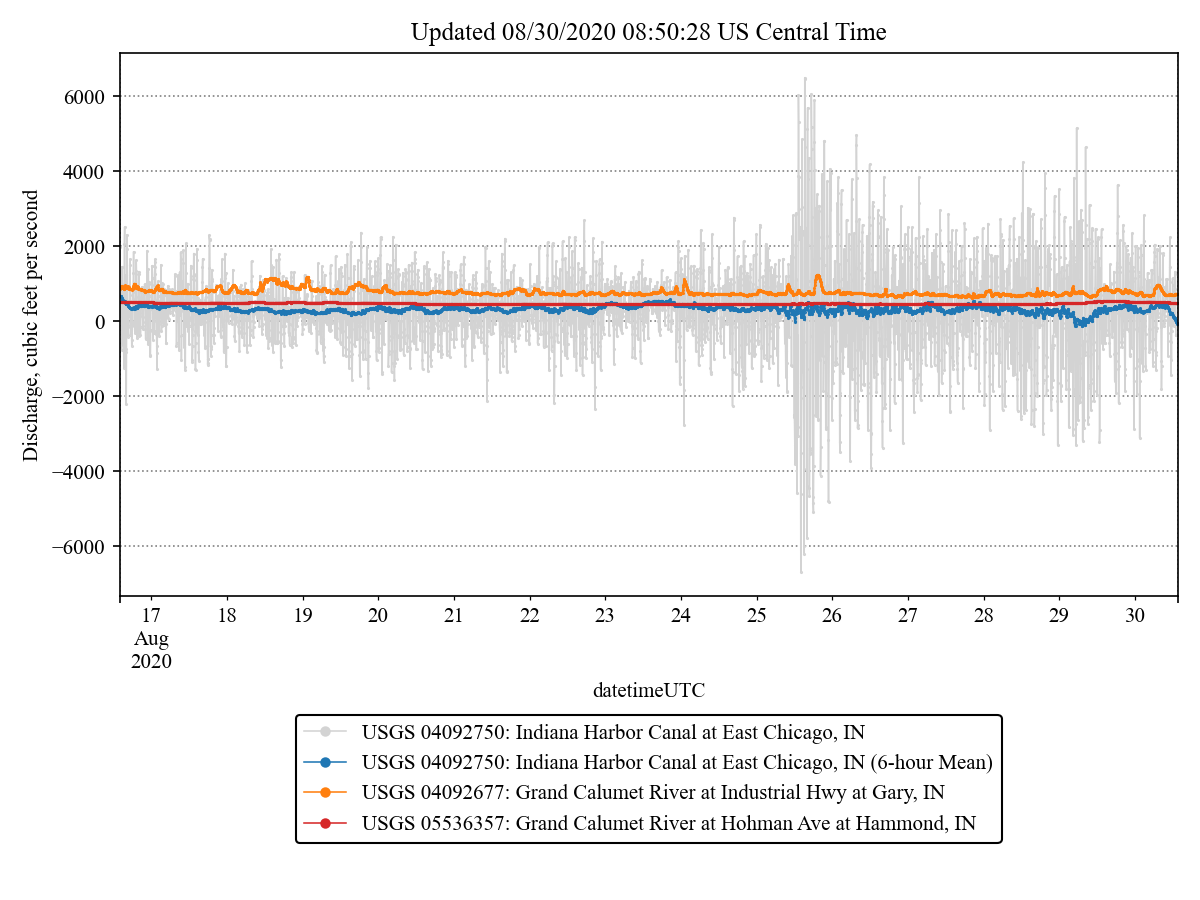 Updated 08/30/2020 08:50:28 US Central Time
Discharge, cubic feet per second
6000
4000
2000
0
−2000
−4000
−6000
17 18 19 20 21 22 23 24 25 26 27 28 29 30
Aug
2020
datetimeUTC
USGS 04092750: Indiana Harbor Canal at East Chicago, IN
USGS 04092750: Indiana Harbor Canal at East Chicago, IN (6-hour Mean)
USGS 04092677: Grand Calumet River at Industrial Hwy at Gary, IN
USGS 05536357: Grand Calumet River at Hohman Ave at Hammond, IN